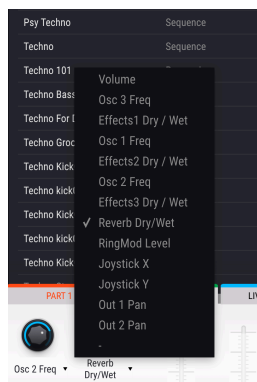 Psy Techno Sequence
Techno Sequence
Techno 101
Techno Bass
Techno For
Techno Groo
Techno Kick
Techno kick
Techno Kick
Techno kick
Techno Kick
Volume
Osc 3 Freq
Effects1 Dry / Wet
Osc 1 Freq
Effects2 Dry / Wet
Osc 2 Freq
Effects3 Dry / Wet
✓ Reverb Dry/Wet
RingMod Level
Joystick X
Joystick Y
Out 1 Pan
Out 2 Pan
-
PART 1
LI
Osc 2 Freq ▼
Reverb
Dry/Wet ▼